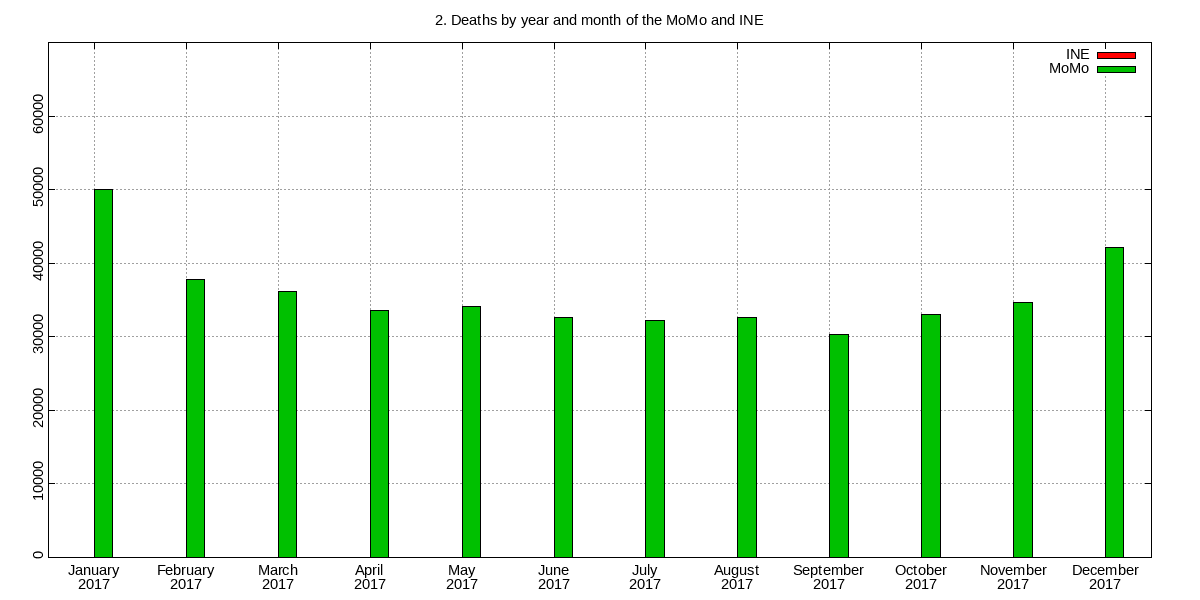 2. Deaths by year and month of the MoMo and INE
INE
MoMo
60000
50000
40000
30000
20000
10000
0
January February March April May June July August September October November December
2017 2017 2017 2017 2017 2017 2017 2017 2017 2017 2017 2017